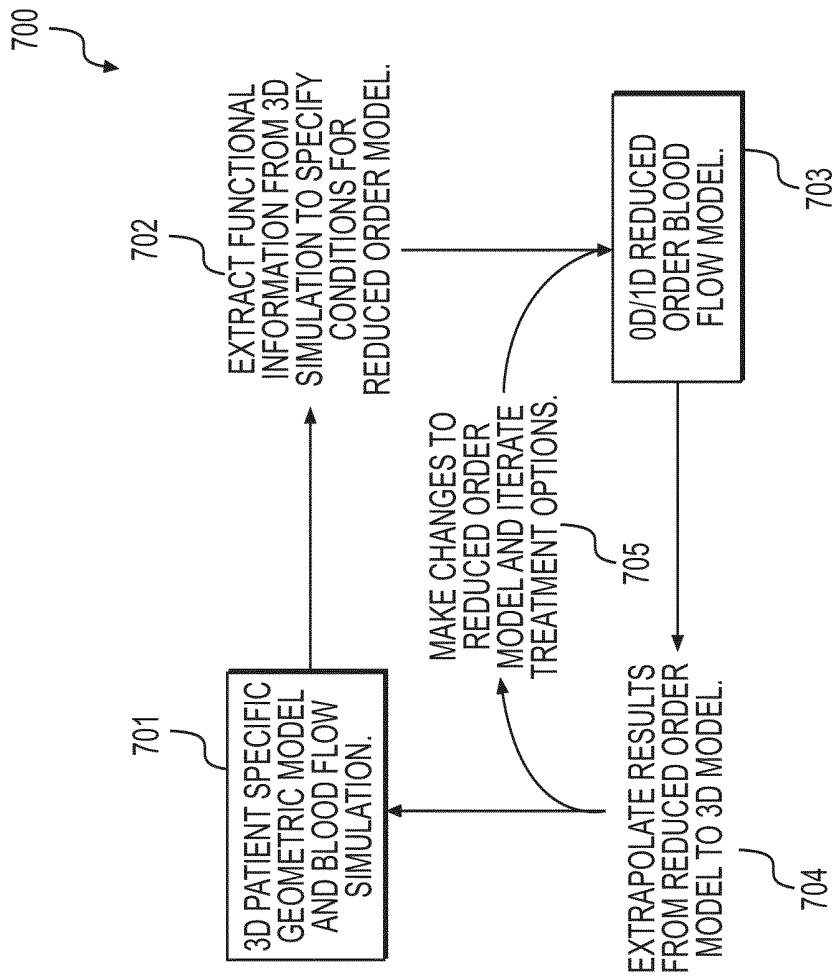 700
701
3D PATIENT SPECIFIC
GEOMETRIC MODEL
AND BLOOD FLOW
SIMULATION.
702
EXTRACT FUNCTIONAL
INFORMATION FROM 3D
SIMULATION TO SPECIFY
CONDITIONS FOR
REDUCED ORDER MODEL.
MAKE CHANGES TO
REDUCED ORDER
MODEL AND ITERATE
TREATMENT OPTIONS.
705
EXTRAPOLATE RESULTS
FROM REDUCED ORDER
MODEL TO 3D MODEL.
704
0D/1D REDUCED
ORDER BLOOD
FLOW MODEL.
703